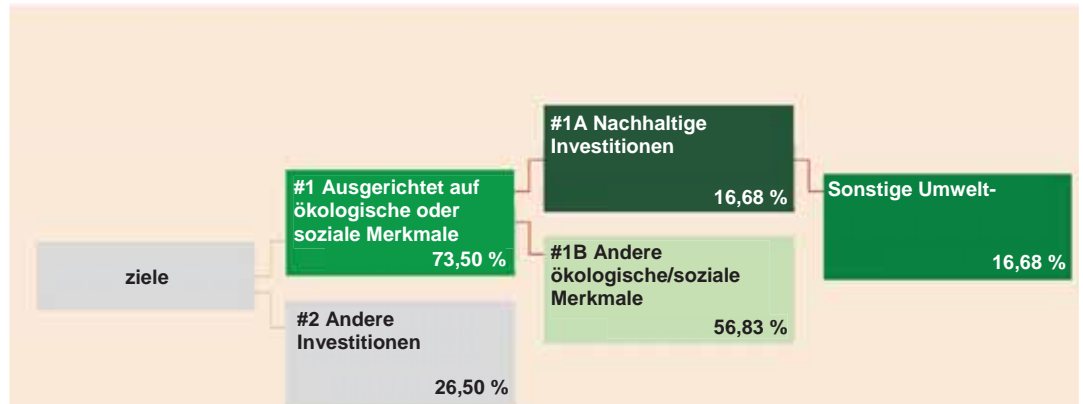 ziele
#1 Ausgerichtet auf
ökologische oder
soziale Merkmale
73,50 %
#2 Andere
Investitionen
26,50 %
#1A Nachhaltige
Investitionen
16,68 %
#1B Andere
ökologische/soziale
Merkmale
56,83 %
Sonstige Umwelt-
16,68 %